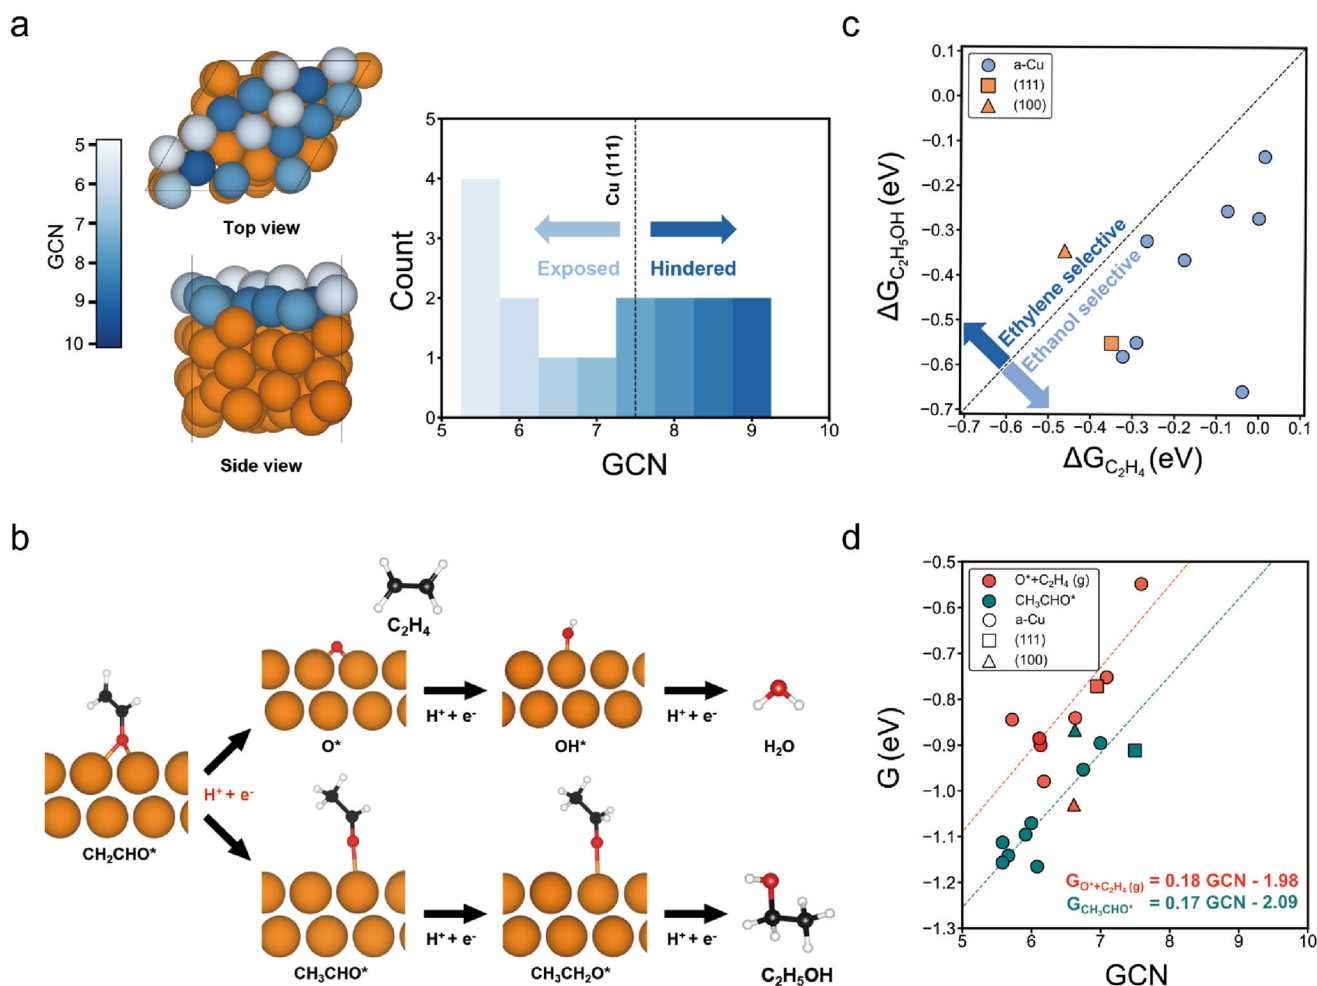 a
GCN
5
6
7
8
9
10
Top view
Side view
Count
5
4
3
2
1
0
Cu (111)
Exposed
Hindered
5 6 7 8 9 10
GCN
c
ΔG_C₂H₅OH (eV)
0.1
0.0
−0.1
−0.2
−0.3
−0.4
−0.5
−0.6
−0.7
a-Cu
(111)
(100)
Ethylene selective
Ethanol selective
−0.7 −0.6 −0.5 −0.4 −0.3 −0.2 −0.1 0.0 0.1
ΔG_C₂H₄ (eV)
b
C₂H₄
H⁺ + e⁻
H⁺ + e⁻
O*
OH*
H₂O
H⁺ + e⁻
CH₂CHO*
H⁺ + e⁻
H⁺ + e⁻
CH₃CHO*
CH₃CH₂O*
C₂H₅OH
d
G (eV)
−0.5
−0.6
−0.7
−0.8
−0.9
−1.0
−1.1
−1.2
−1.3
O*+C₂H₄ (g)
CH₃CHO*
a-Cu
(111)
(100)
G_O*+C₂H₄ (g) = 0.18 GCN - 1.98
G_CH₃CHO* = 0.17 GCN - 2.09
5 6 7 8 9 10
GCN